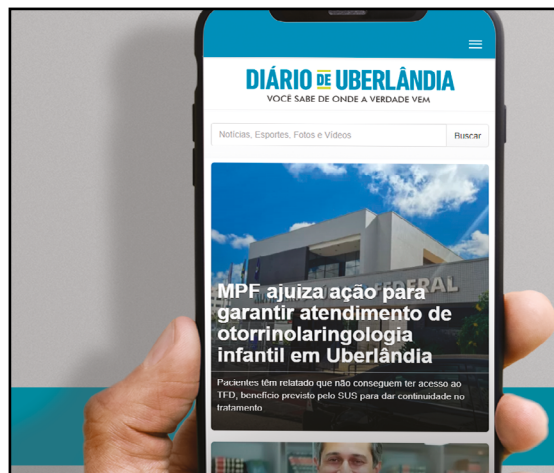 DIÁRIO DE UBERLÂNDIA
VOCÊ SABE DE ONDE A VERDADE VEM
Notícias, Esportes, Fotos e Vídeos
Buscar
FEDERAL
MPF ajuiza ação para
garantir atendimento de
otorrinolaringologia
infantil em Uberlândia
Pacientes têm relatado que não conseguem ter acesso ao
TFD, benefício previsto pelo SUS para dar continuidade no
tratamento